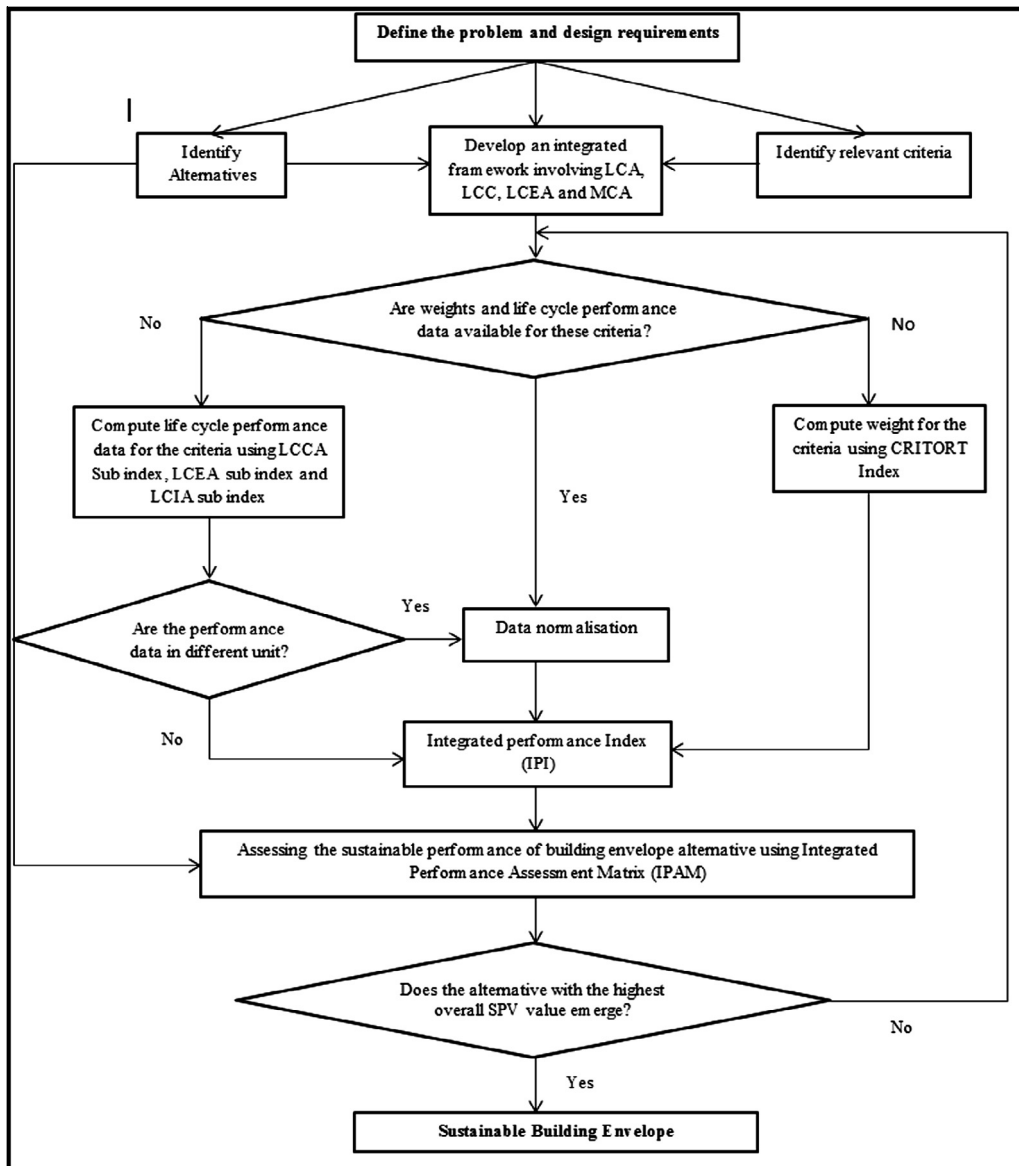 Define the problem and design requirements
Identify
Alternatives
Develop an integrated
framework involving LCA,
LCC, LCEA and MCA
Identify relevant criteria
Are weights and life cycle performance
data available for these criteria?
No
No
Compute life cycle performance
data for the criteria using LCCA
Sub index, LCEA sub index and
LCIA sub index
Yes
Compute weight for the
criteria using CRITORT
Index
Are the performance
data in different unit?
Yes
Data normalisation
No
Integrated performance Index
(IPI)
Assessing the sustainable performance of building envelope alternative using Integrated
Performance Assessment Matrix (IPAM)
Does the alternative with the highest
overall SPV value emerge?
No
Yes
Sustainable Building Envelope